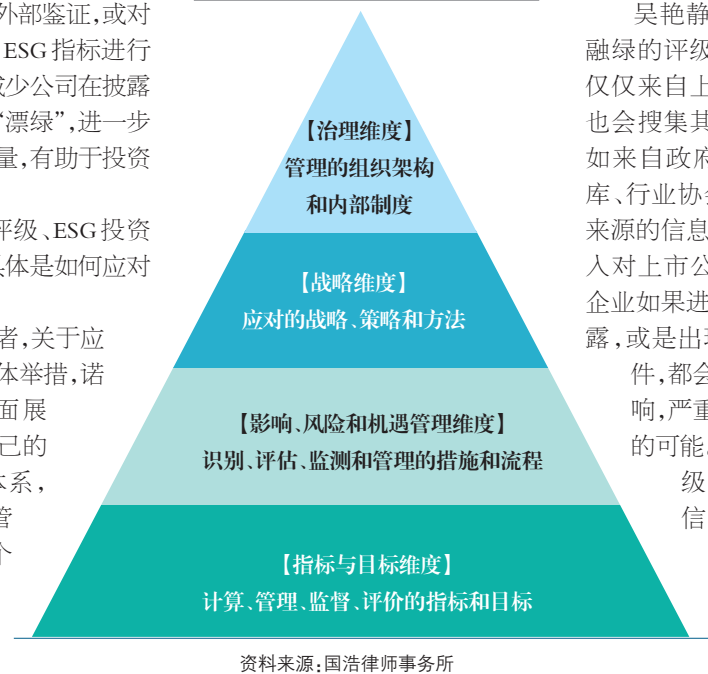 外部鉴证,或对
ESG指标进行
少公司在披露
“漂绿”,进一步
量,有助于投资
评级、ESG投资
具体是如何应对
者,关于应
体举措,诺
面展
己的
体系,
管
个
【治理维度】
管理的组织架构
和内部制度
【战略维度】
应对的战略、策略和方法
【影响、风险和机遇管理维度】
识别、评估、监测和管理的措施和流程
【指标与目标维度】
计算、管理、监督、评价的指标和目标
资料来源:国浩律师事务所
吴艳静
融绿的评级
仅仅来自上
也会搜集其
如来自政府
库、行业协会
来源的信息
入对上市公
企业如果进
露,或是出现
件,都会
响,严重
的可能。
级
信